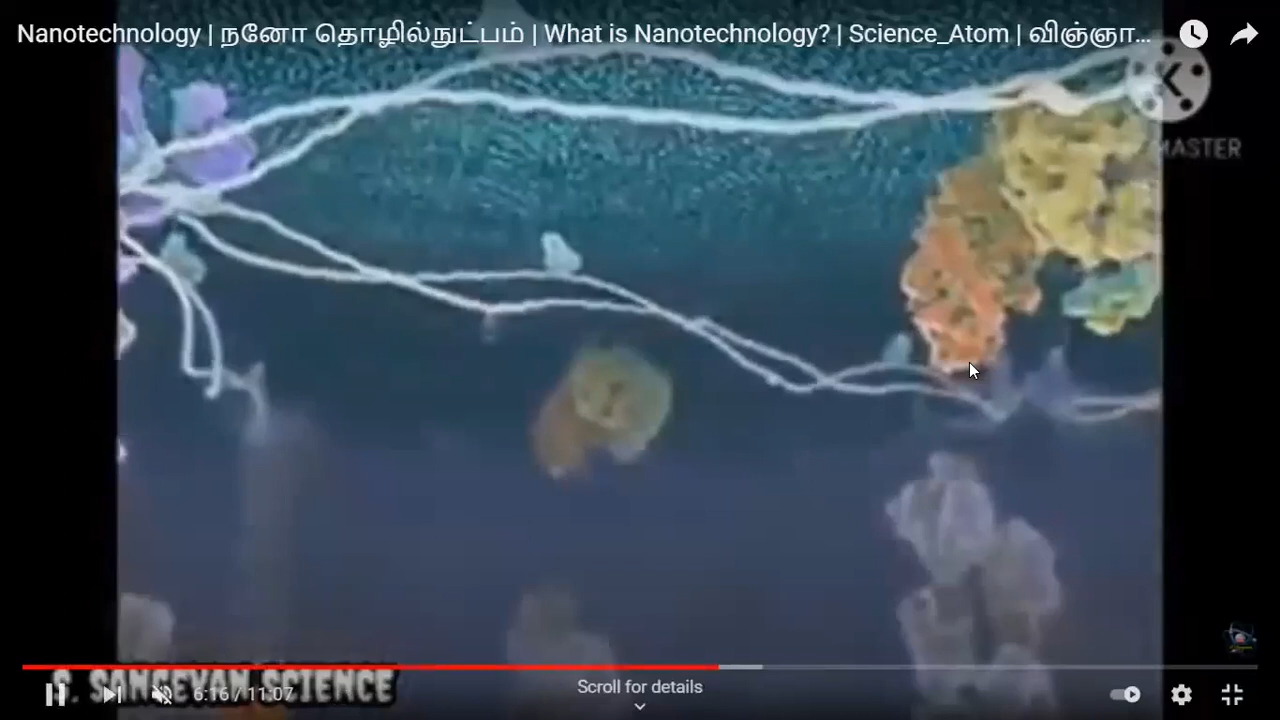 Nanotechnology | நனோ தொழில்நுட்பம் | What is Nanotechnology? | Science_Atom | விஞ்ஞா...
MASTER
S. SANGEVAN SCIENCE
6:16 / 11:07
Scroll for details